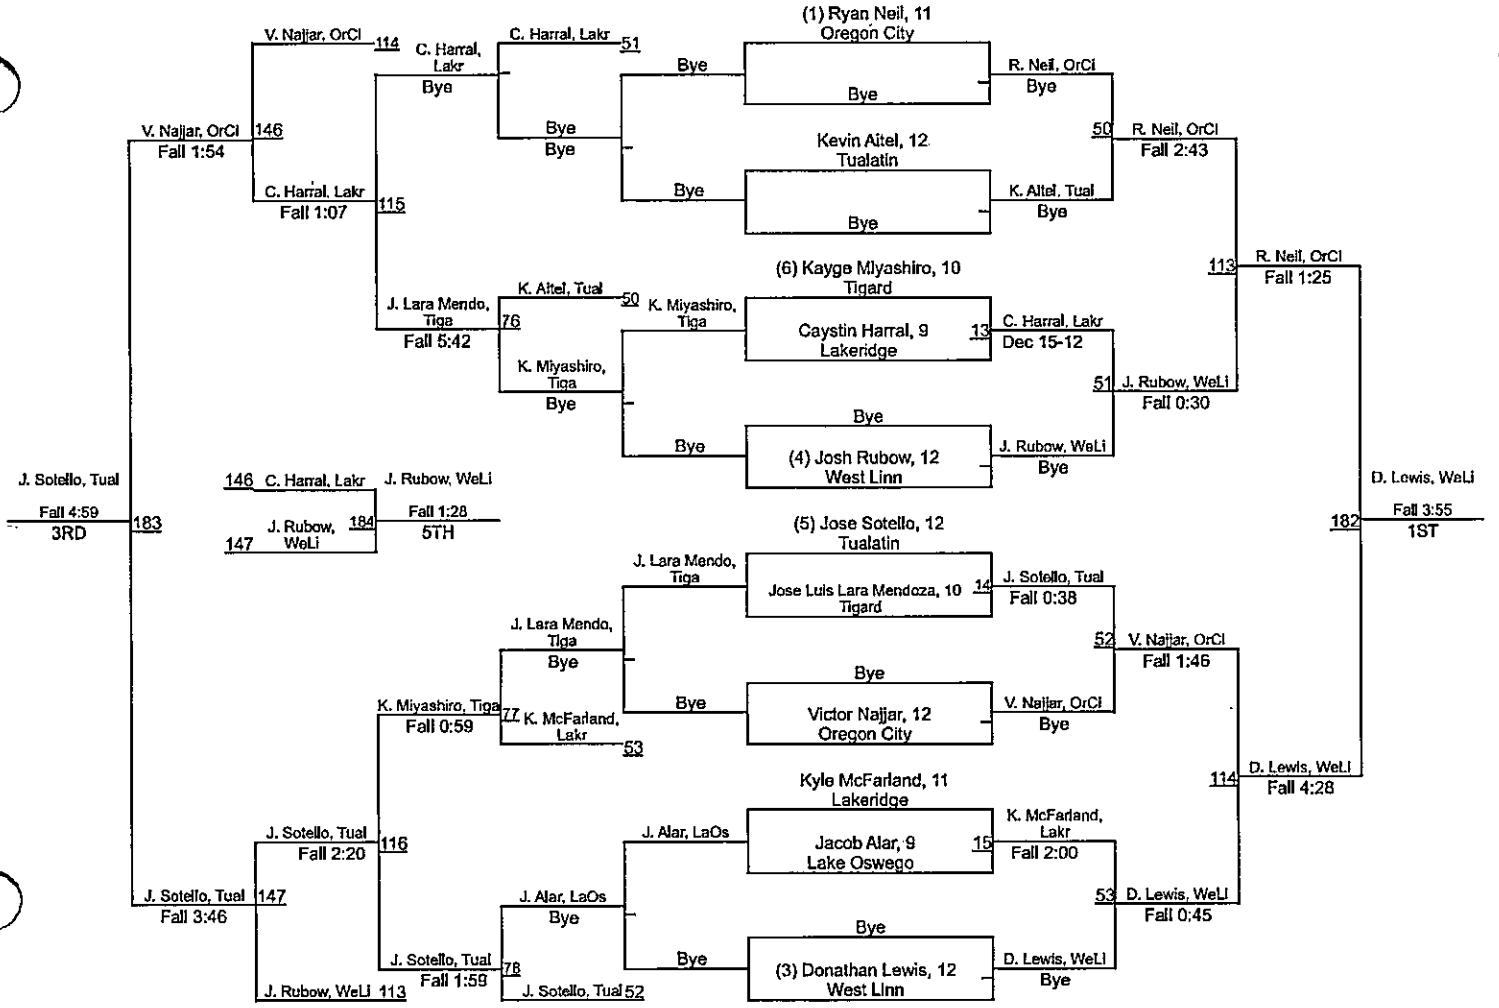 (1) Ryan Neil, 11
Oregon City
Bye
Kevin Aitel, 12
Tualatin
Bye
(6) Kayge Miyashiro, 10
Tigard
Caystin Harral, 9
Lakeridge
13
Bye
(4) Josh Rubow, 12
West Linn
(5) Jose Sotello, 12
Tualatin
Jose Luis Lara Mendoza, 10
Tigard
14
Bye
Victor Najjar, 12
Oregon City
Kyle McFarland, 11
Lakeridge
Jacob Alar, 9
Lake Oswego
15
Bye
(3) Donathan Lewis, 12
West Linn
R. Neil, OrCi
Bye
50
K. Aitel, Tual
Bye
C. Harral, Lakr
Dec 15-12
51
J. Rubow, WeLi
Bye
J. Sotello, Tual
Fall 0:38
52
V. Najjar, OrCi
Bye
K. McFarland,
Lakr
Fall 2:00
53
D. Lewis, WeLi
Bye
R. Neil, OrCi
Fall 2:43
113
J. Rubow, WeLi
Fall 0:30
V. Najjar, OrCi
Fall 1:46
114
D. Lewis, WeLi
Fall 0:45
R. Neil, OrCi
Fall 1:25
182
D. Lewis, WeLi
Fall 4:28
D. Lewis, WeLi
Fall 3:55
1ST
Bye
Bye
K. Miyashiro,
Tiga
Bye
J. Lara Mendo,
Tiga
Bye
J. Alar, LaOs
Bye
C. Harral, Lakr
51
Bye
Bye
K. Aitel, Tual
50
K. Miyashiro,
Tiga
Bye
J. Lara Mendo,
Tiga
Bye
K. McFarland,
Lakr
53
J. Alar, LaOs
Bye
J. Sotello, Tual
52
C. Harral,
Lakr
Bye
J. Lara Mendo,
Tiga
76
Fall 5:42
K. Miyashiro, Tiga
77
Fall 0:59
J. Sotello, Tual
78
Fall 1:59
V. Najjar, OrCi
114
C. Harral, Lakr
115
Fall 1:07
J. Sotello, Tual
116
Fall 2:20
J. Rubow, WeLi
113
V. Najjar, OrCi
146
Fall 1:54
J. Sotello, Tual
147
Fall 3:46
J. Sotello, Tual
Fall 4:59
183
3RD
146
C. Harral, Lakr
147
J. Rubow,
WeLi
184
J. Rubow, WeLi
Fall 1:28
5TH